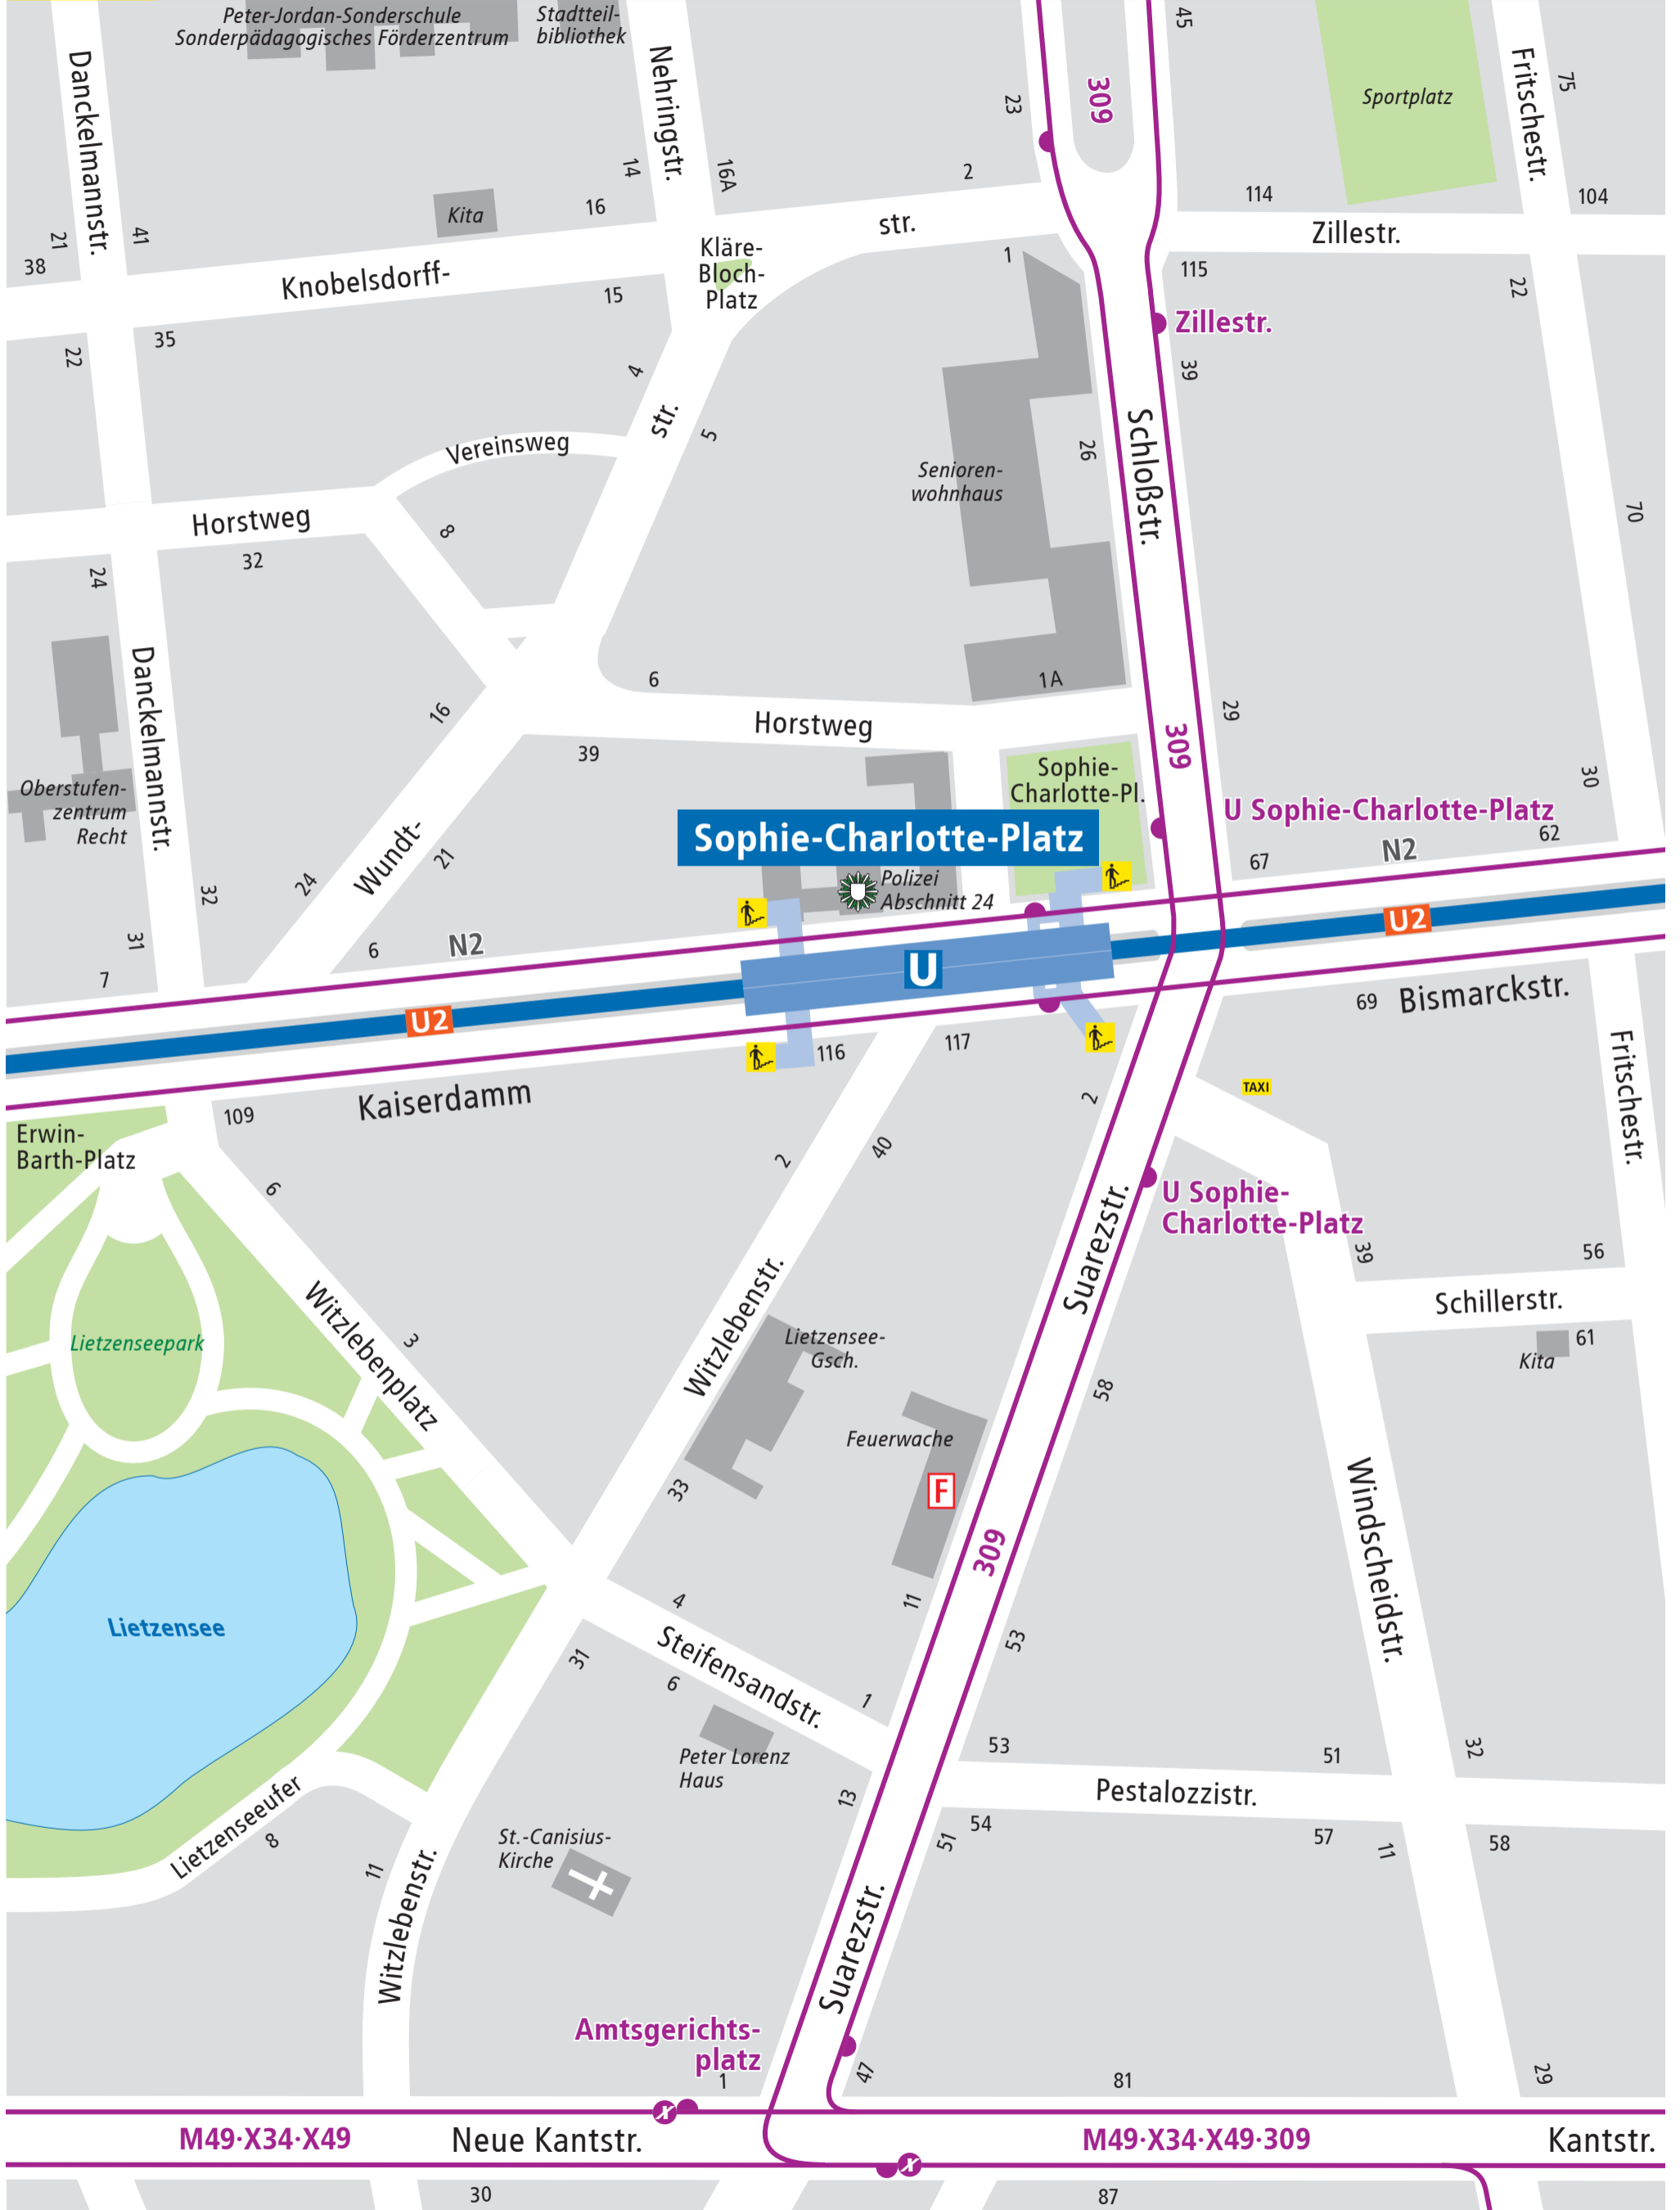 Peter-Jordan-Sonderschule
Sonderpädagogisches Förderzentrum
Stadtteil-
bibliothek
Danckelmannstr.
Nehringstr.
309
45
Fritschestr.
75
Sportplatz
23
14
16A
2
114
104
Kita
16
21
41
38
Knobelsdorff-
str.
Kläre-
Bloch-
Platz
Zillestr.
1
115
22
15
35
22
Zillestr.
4
str.
5
39
Schloßstr.
26
Vereinsweg
Senioren-
wohnhaus
Horstweg
8
32
70
24
Danckelmannstr.
6
1A
16
Horstweg
29
309
39
Sophie-
Charlotte-Pl.
30
Oberstufen-
zentrum
Recht
U Sophie-Charlotte-Platz
Sophie-Charlotte-Platz
62
N2
67
Wundt-
21
24
32
Polizei
Abschnitt 24
U2
31
6
N2
7
U
69
Bismarckstr.
U2
116
117
Kaiserdamm
109
2
TAXI
Fritschestr.
Erwin-
Barth-Platz
6
2
40
U Sophie-
Charlotte-Platz
Suarezstr.
39
56
Schillerstr.
61
Kita
Witzlebenplatz
3
Lietzenseepark
Witzlebenstr.
Lietzensee-
Gsch.
58
Feuerwache
F
33
309
Windscheidstr.
Lietzensee
4
11
53
Steifensandstr.
31
6
1
Peter Lorenz
Haus
53
51
32
Pestalozzistr.
13
54
51
57
11
58
Lietzenseeufer
8
11
St.-Canisius-
Kirche
Witzlebenstr.
Suarezstr.
Amtsgerichts-
platz
1
47
81
29
X
M49·X34·X49
Neue Kantstr.
M49·X34·X49·309
Kantstr.
X
30
87